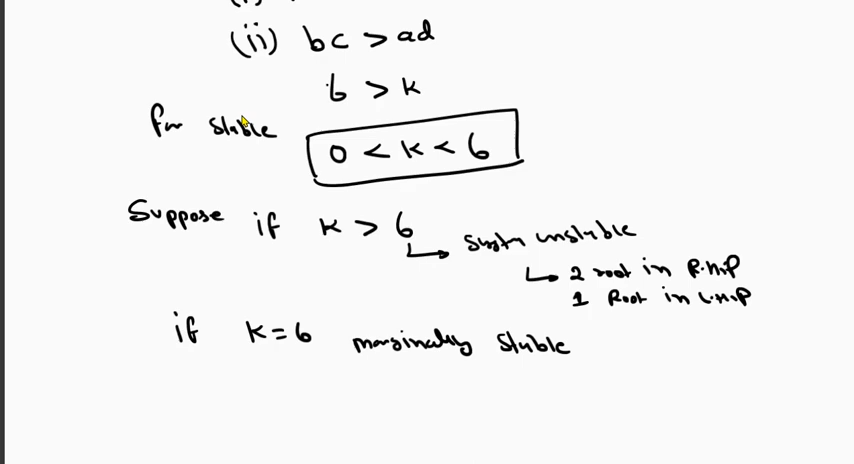 (ii) bc > ad
6 > k
for stable
0 < k < 6
Suppose if k > 6
↳ system unstable
↳ 2 root in R.H.P
1 Root in L.H.P
if k = 6 marginally stable